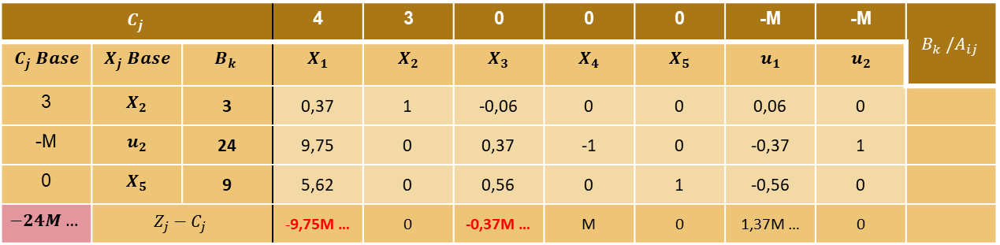 C_j 4 3 0 0 0 -M -M B_k / A_ij
C_j Base X_j Base B_k X_1 X_2 X_3 X_4 X_5 u_1 u_2
3 X_2 3 0,37 1 -0,06 0 0 0,06 0
-M u_2 24 9,75 0 0,37 -1 0 -0,37 1
0 X_5 9 5,62 0 0,56 0 1 -0,56 0
−24M ... Z_j − C_j -9,75M ... 0 -0,37M ... M 0 1,37M ... 0